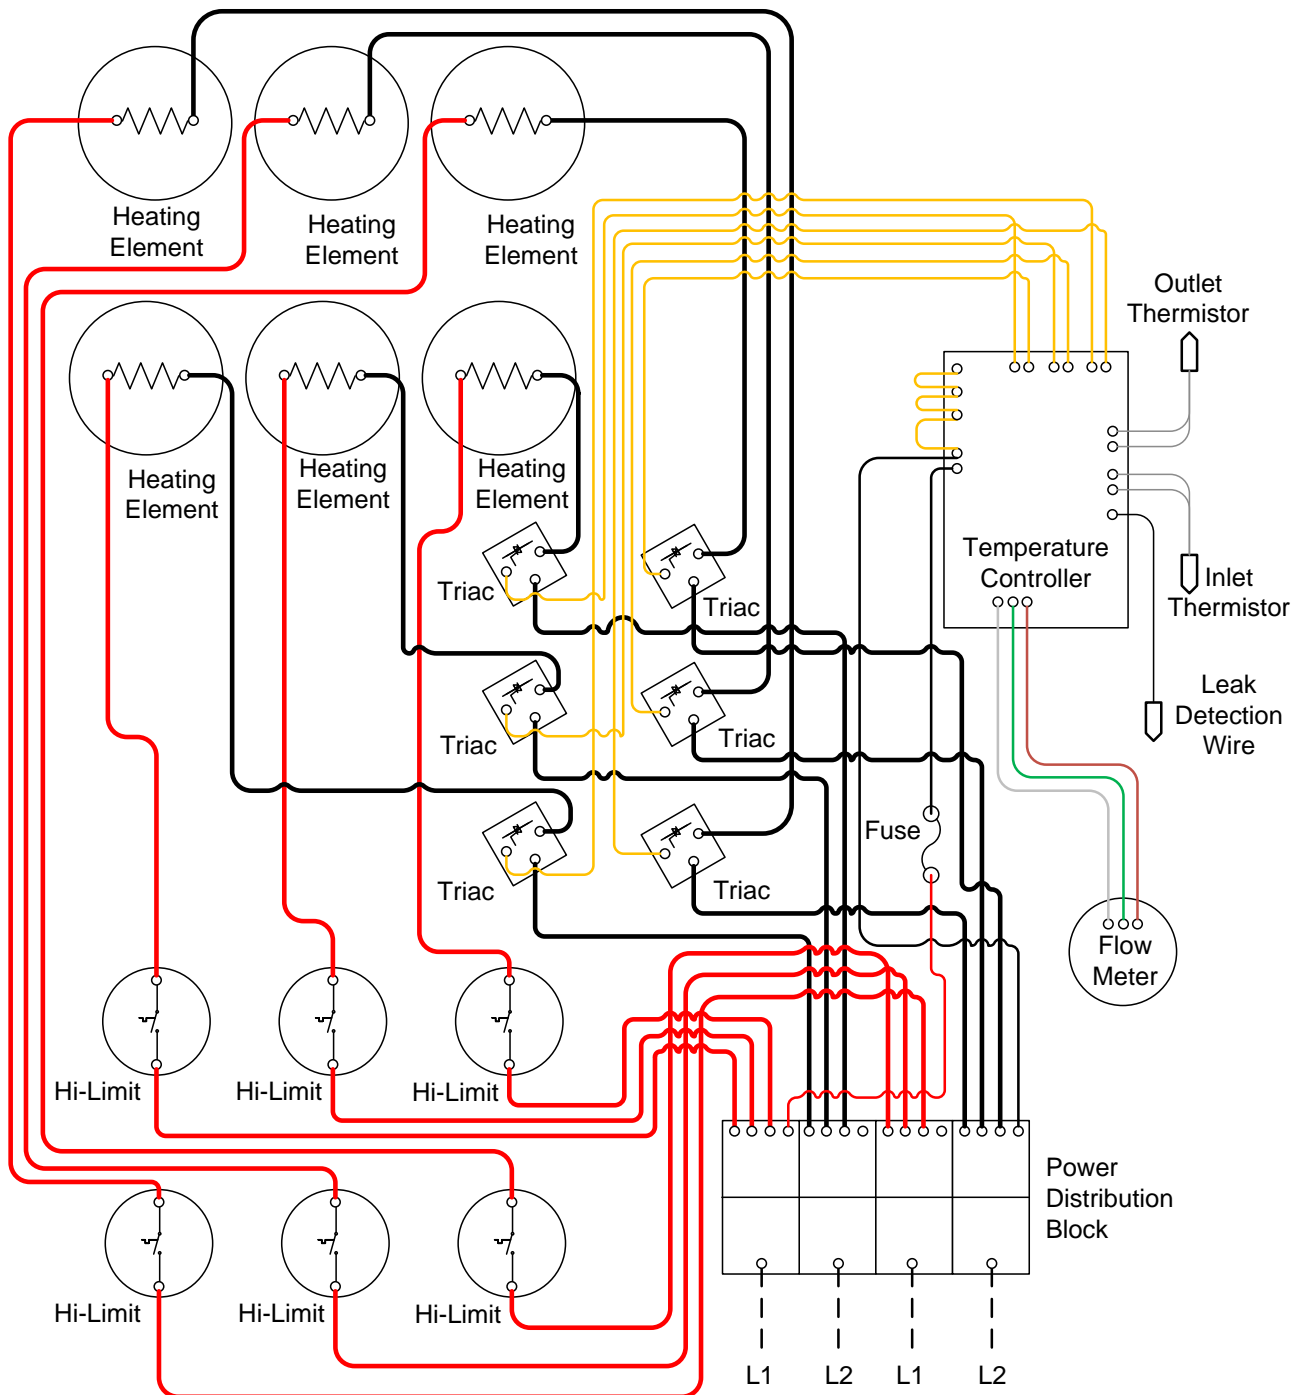 Heating
Element
Heating
Element
Heating
Element
Outlet
Thermistor
Heating
Element
Heating
Element
Heating
Element
Temperature
Controller
Inlet
Thermistor
Triac
Triac
Leak
Detection
Wire
Triac
Triac
Fuse
Triac
Triac
Flow
Meter
Hi-Limit
Hi-Limit
Hi-Limit
Power
Distribution
Block
Hi-Limit
Hi-Limit
Hi-Limit
L1
L2
L1
L2